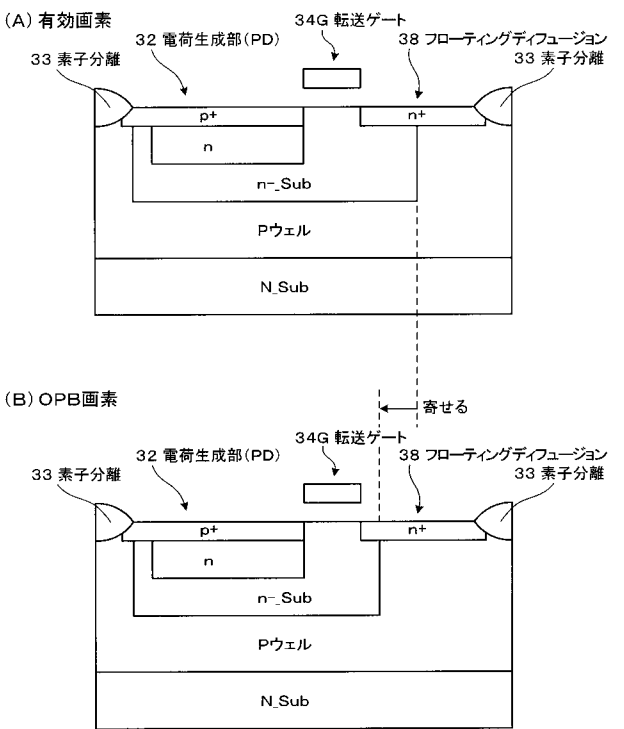 (A) 有効画素
34G 転送ゲート
32 電荷生成部(PD)
38 フローティングディフュージョン
33 素子分離
33 素子分離
p+
n+
n
n-_Sub
Pウェル
N_Sub
(B) OPB画素
寄せる
34G 転送ゲート
32 電荷生成部(PD)
38 フローティングディフュージョン
33 素子分離
33 素子分離
p+
n+
n
n-_Sub
Pウェル
N_Sub